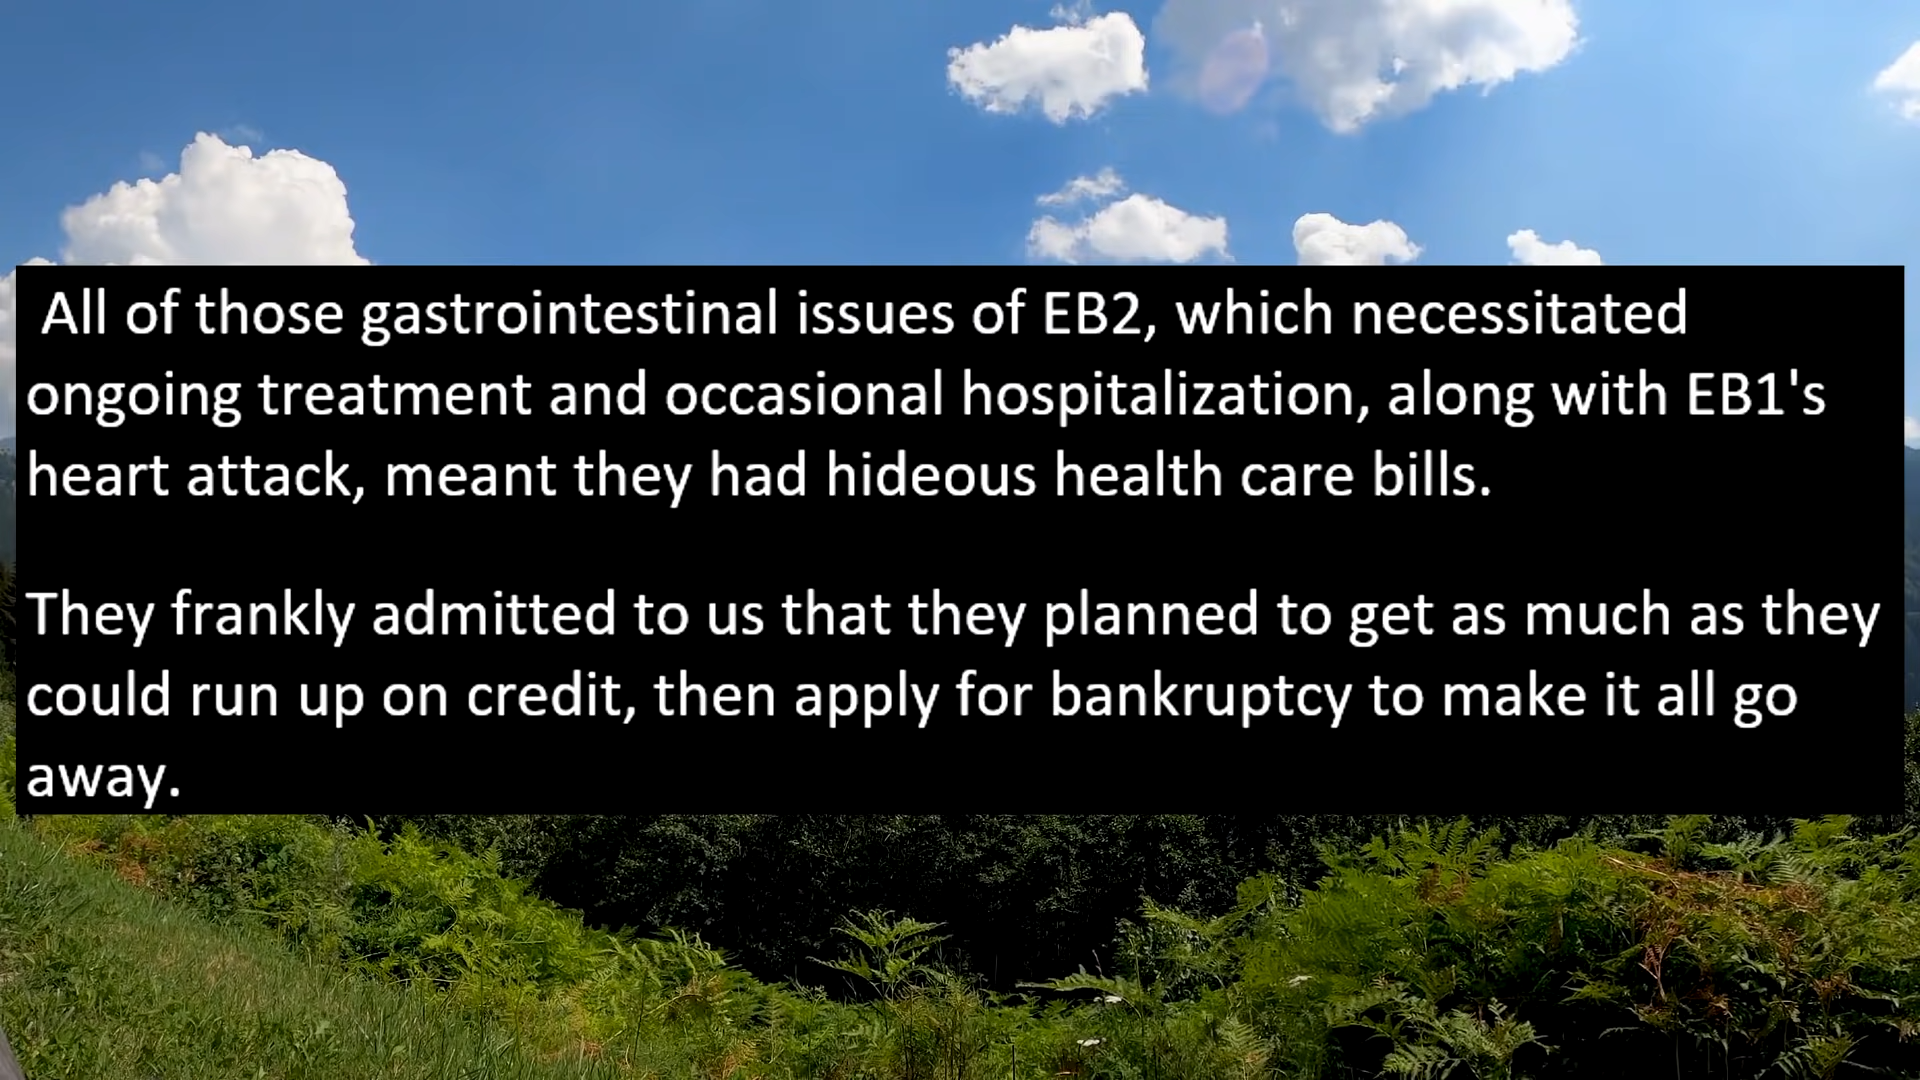 All of those gastrointestinal issues of EB2, which necessitated
ongoing treatment and occasional hospitalization, along with EB1's
heart attack, meant they had hideous health care bills.
They frankly admitted to us that they planned to get as much as they
could run up on credit, then apply for bankruptcy to make it all go
away.